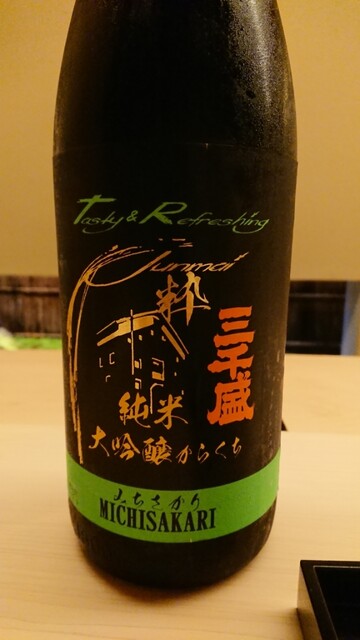 Tasty & Refreshing
Junmai
粋
三千盛
純米
大吟醸からくち
みちさかり
MICHISAKARI